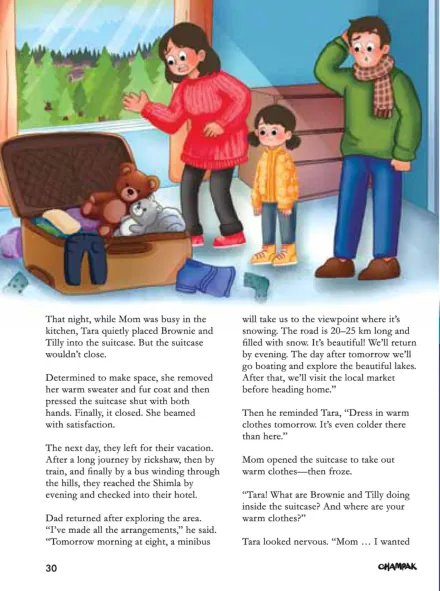 That night, while Mom was busy in the
kitchen, Tara quietly placed Brownie and
Tilly into the suitcase. But the suitcase
wouldn’t close.
Determined to make space, she removed
her warm sweater and fur coat and then
pressed the suitcase shut with both
hands. Finally, it closed. She beamed
with satisfaction.
The next day, they left for their vacation.
After a long journey by rickshaw, then by
train, and finally by a bus winding through
the hills, they reached the Shimla by
evening and checked into their hotel.
Dad returned after exploring the area.
“I’ve made all the arrangements,” he said.
“Tomorrow morning at eight, a minibus
will take us to the viewpoint where it’s
snowing. The road is 20–25 km long and
filled with snow. It’s beautiful! We’ll return
by evening. The day after tomorrow we’ll
go boating and explore the beautiful lakes.
After that, we’ll visit the local market
before heading home.”
Then he reminded Tara, “Dress in warm
clothes tomorrow. It’s even colder there
than here.”
Mom opened the suitcase to take out
warm clothes—then froze.
“Tara! What are Brownie and Tilly doing
inside the suitcase? And where are your
warm clothes?”
Tara looked nervous. “Mom … I wanted
30
CHAMPAK